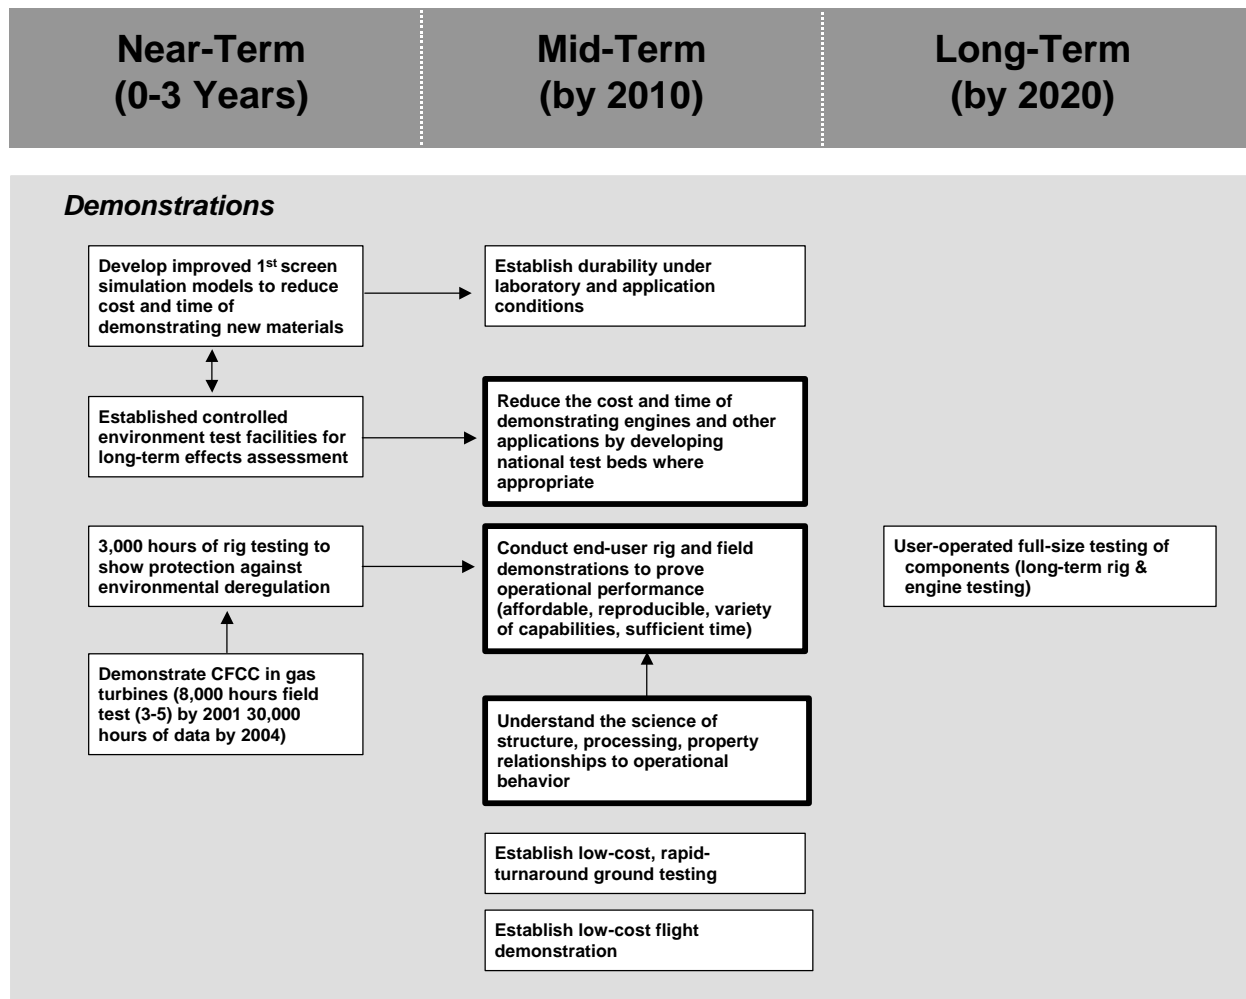 Near-Term
(0-3 Years)
Mid-Term
(by 2010)
Long-Term
(by 2020)
Demonstrations
Develop improved 1st screen
simulation models to reduce
cost and time of
demonstrating new materials
Establish durability under
laboratory and application
conditions
Established controlled
environment test facilities for
long-term effects assessment
Reduce the cost and time of
demonstrating engines and other
applications by developing
national test beds where
appropriate
3,000 hours of rig testing to
show protection against
environmental deregulation
Conduct end-user rig and field
demonstrations to prove
operational performance
(affordable, reproducible, variety
of capabilities, sufficient time)
User-operated full-size testing of
components (long-term rig &
engine testing)
Demonstrate CFCC in gas
turbines (8,000 hours field
test (3-5) by 2001 30,000
hours of data by 2004)
Understand the science of
structure, processing, property
relationships to operational
behavior
Establish low-cost, rapid-
turnaround ground testing
Establish low-cost flight
demonstration